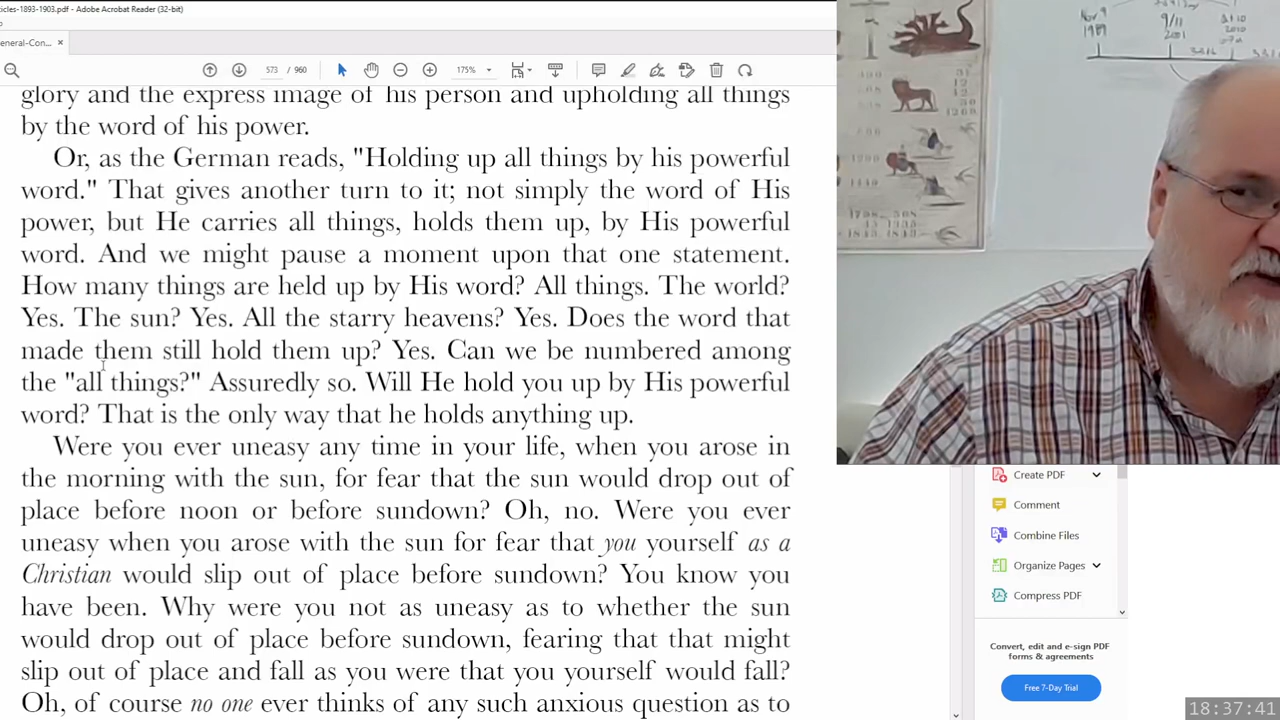 icles-1893-1903.pdf - Adobe Acrobat Reader (32-bit)
eneral-Con... ×
573 / 960
175%
glory and the express image of his person and upholding all things
by the word of his power.
Or, as the German reads, "Holding up all things by his powerful
word." That gives another turn to it; not simply the word of His
power, but He carries all things, holds them up, by His powerful
word. And we might pause a moment upon that one statement.
How many things are held up by His word? All things. The world?
Yes. The sun? Yes. All the starry heavens? Yes. Does the word that
made them still hold them up? Yes. Can we be numbered among
the "all things?" Assuredly so. Will He hold you up by His powerful
word? That is the only way that he holds anything up.
Were you ever uneasy any time in your life, when you arose in
the morning with the sun, for fear that the sun would drop out of
place before noon or before sundown? Oh, no. Were you ever
uneasy when you arose with the sun for fear that you yourself as a
Christian would slip out of place before sundown? You know you
have been. Why were you not as uneasy as to whether the sun
would drop out of place before sundown, fearing that that might
slip out of place and fall as you were that you yourself would fall?
Oh, of course no one ever thinks of any such anxious question as to
Nov 9
1989
9/11
2001
Create PDF
Comment
Combine Files
Organize Pages
Compress PDF
Convert, edit and e-sign PDF
forms & agreements
Free 7-Day Trial
18:37:41